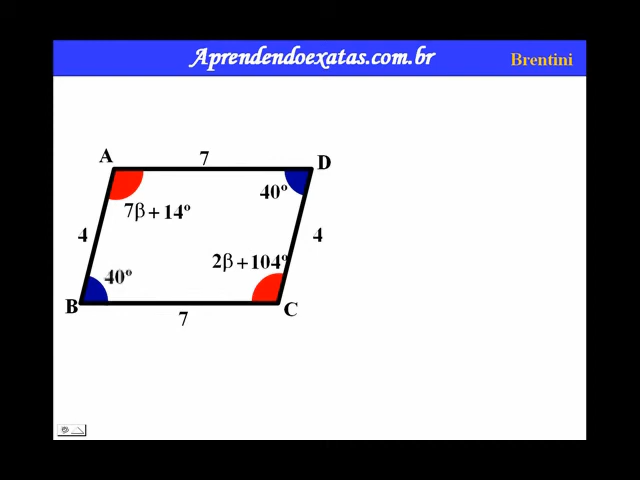 Aprendendoexatas.com.br
Brentini
A
7
D
40º
7β+14º
4
4
2β+104º
40º
B
7
C